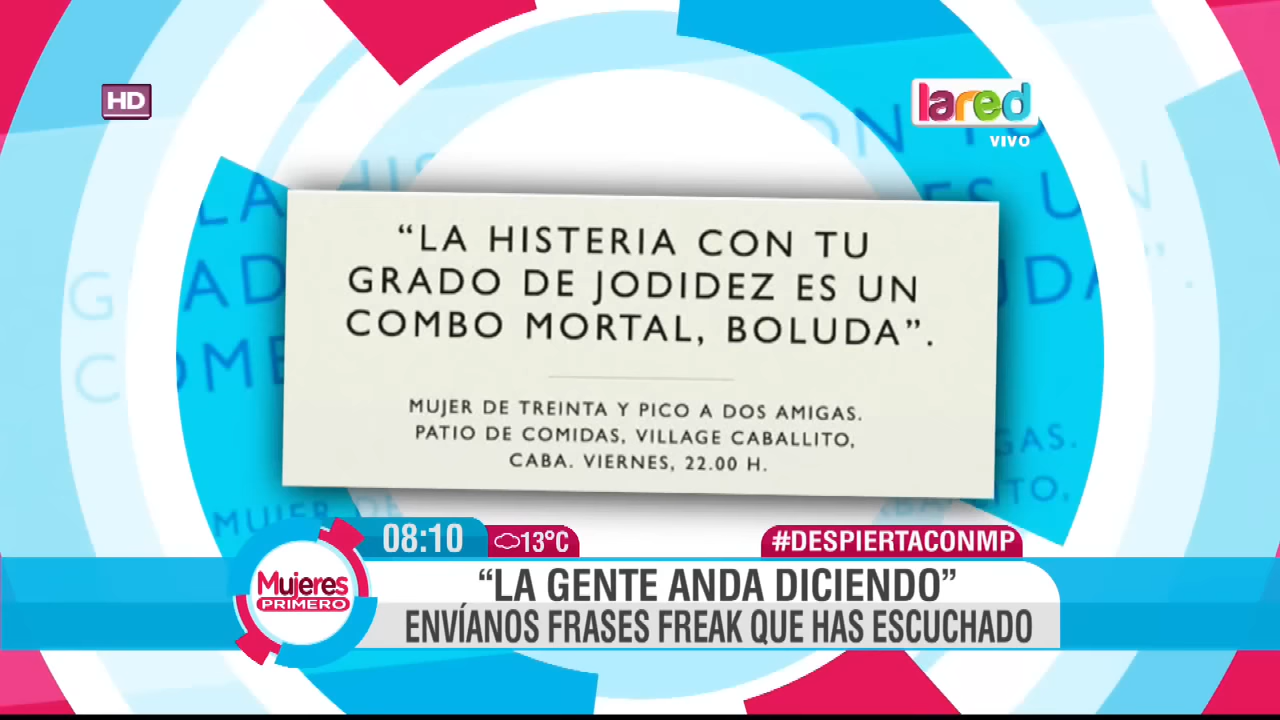 HD
lared
VIVO
“LA HISTERIA CON TU
GRADO DE JODIDEZ ES UN
COMBO MORTAL, BOLUDA”.
MUJER DE TREINTA Y PICO A DOS AMIGAS.
PATIO DE COMIDAS, VILLAGE CABALLITO,
CABA. VIERNES, 22.00 H.
08:10
13°C
#DESPIERTACONMP
Mujeres
PRIMERO
“LA GENTE ANDA DICIENDO”
ENVÍANOS FRASES FREAK QUE HAS ESCUCHADO